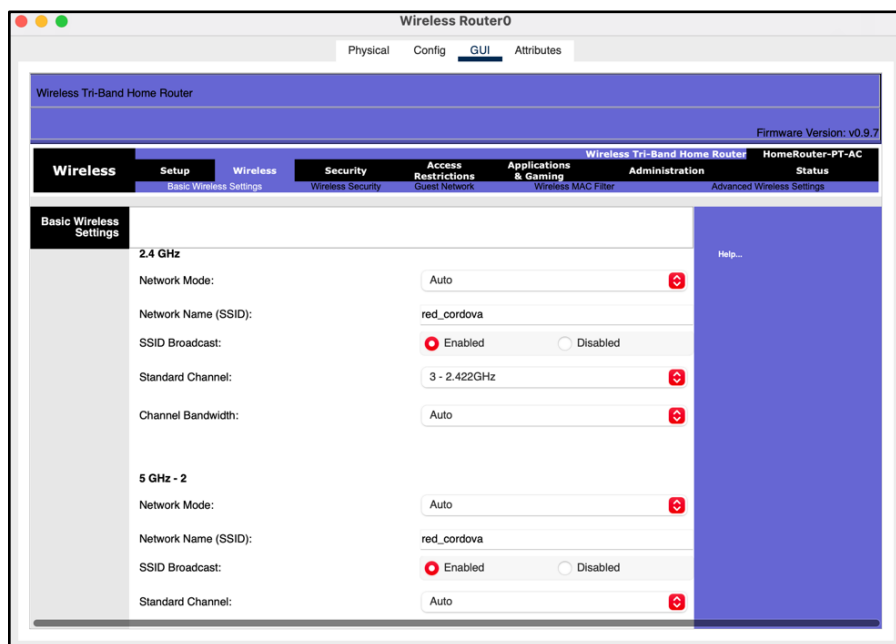 Wireless Router0
Physical Config GUI Attributes
Wireless Tri-Band Home Router
Firmware Version: v0.9.7
Wireless Tri-Band Home Router HomeRouter-PT-AC
Wireless Setup Wireless Security Access Restrictions Applications & Gaming Administration Status
Basic Wireless Settings Wireless Security Guest Network Wireless MAC Filter Advanced Wireless Settings
Basic Wireless
Settings
2.4 GHz
Help...
Network Mode: Auto
Network Name (SSID): red_cordova
SSID Broadcast: Enabled Disabled
Standard Channel: 3 - 2.422GHz
Channel Bandwidth: Auto
5 GHz - 2
Network Mode: Auto
Network Name (SSID): red_cordova
SSID Broadcast: Enabled Disabled
Standard Channel: Auto